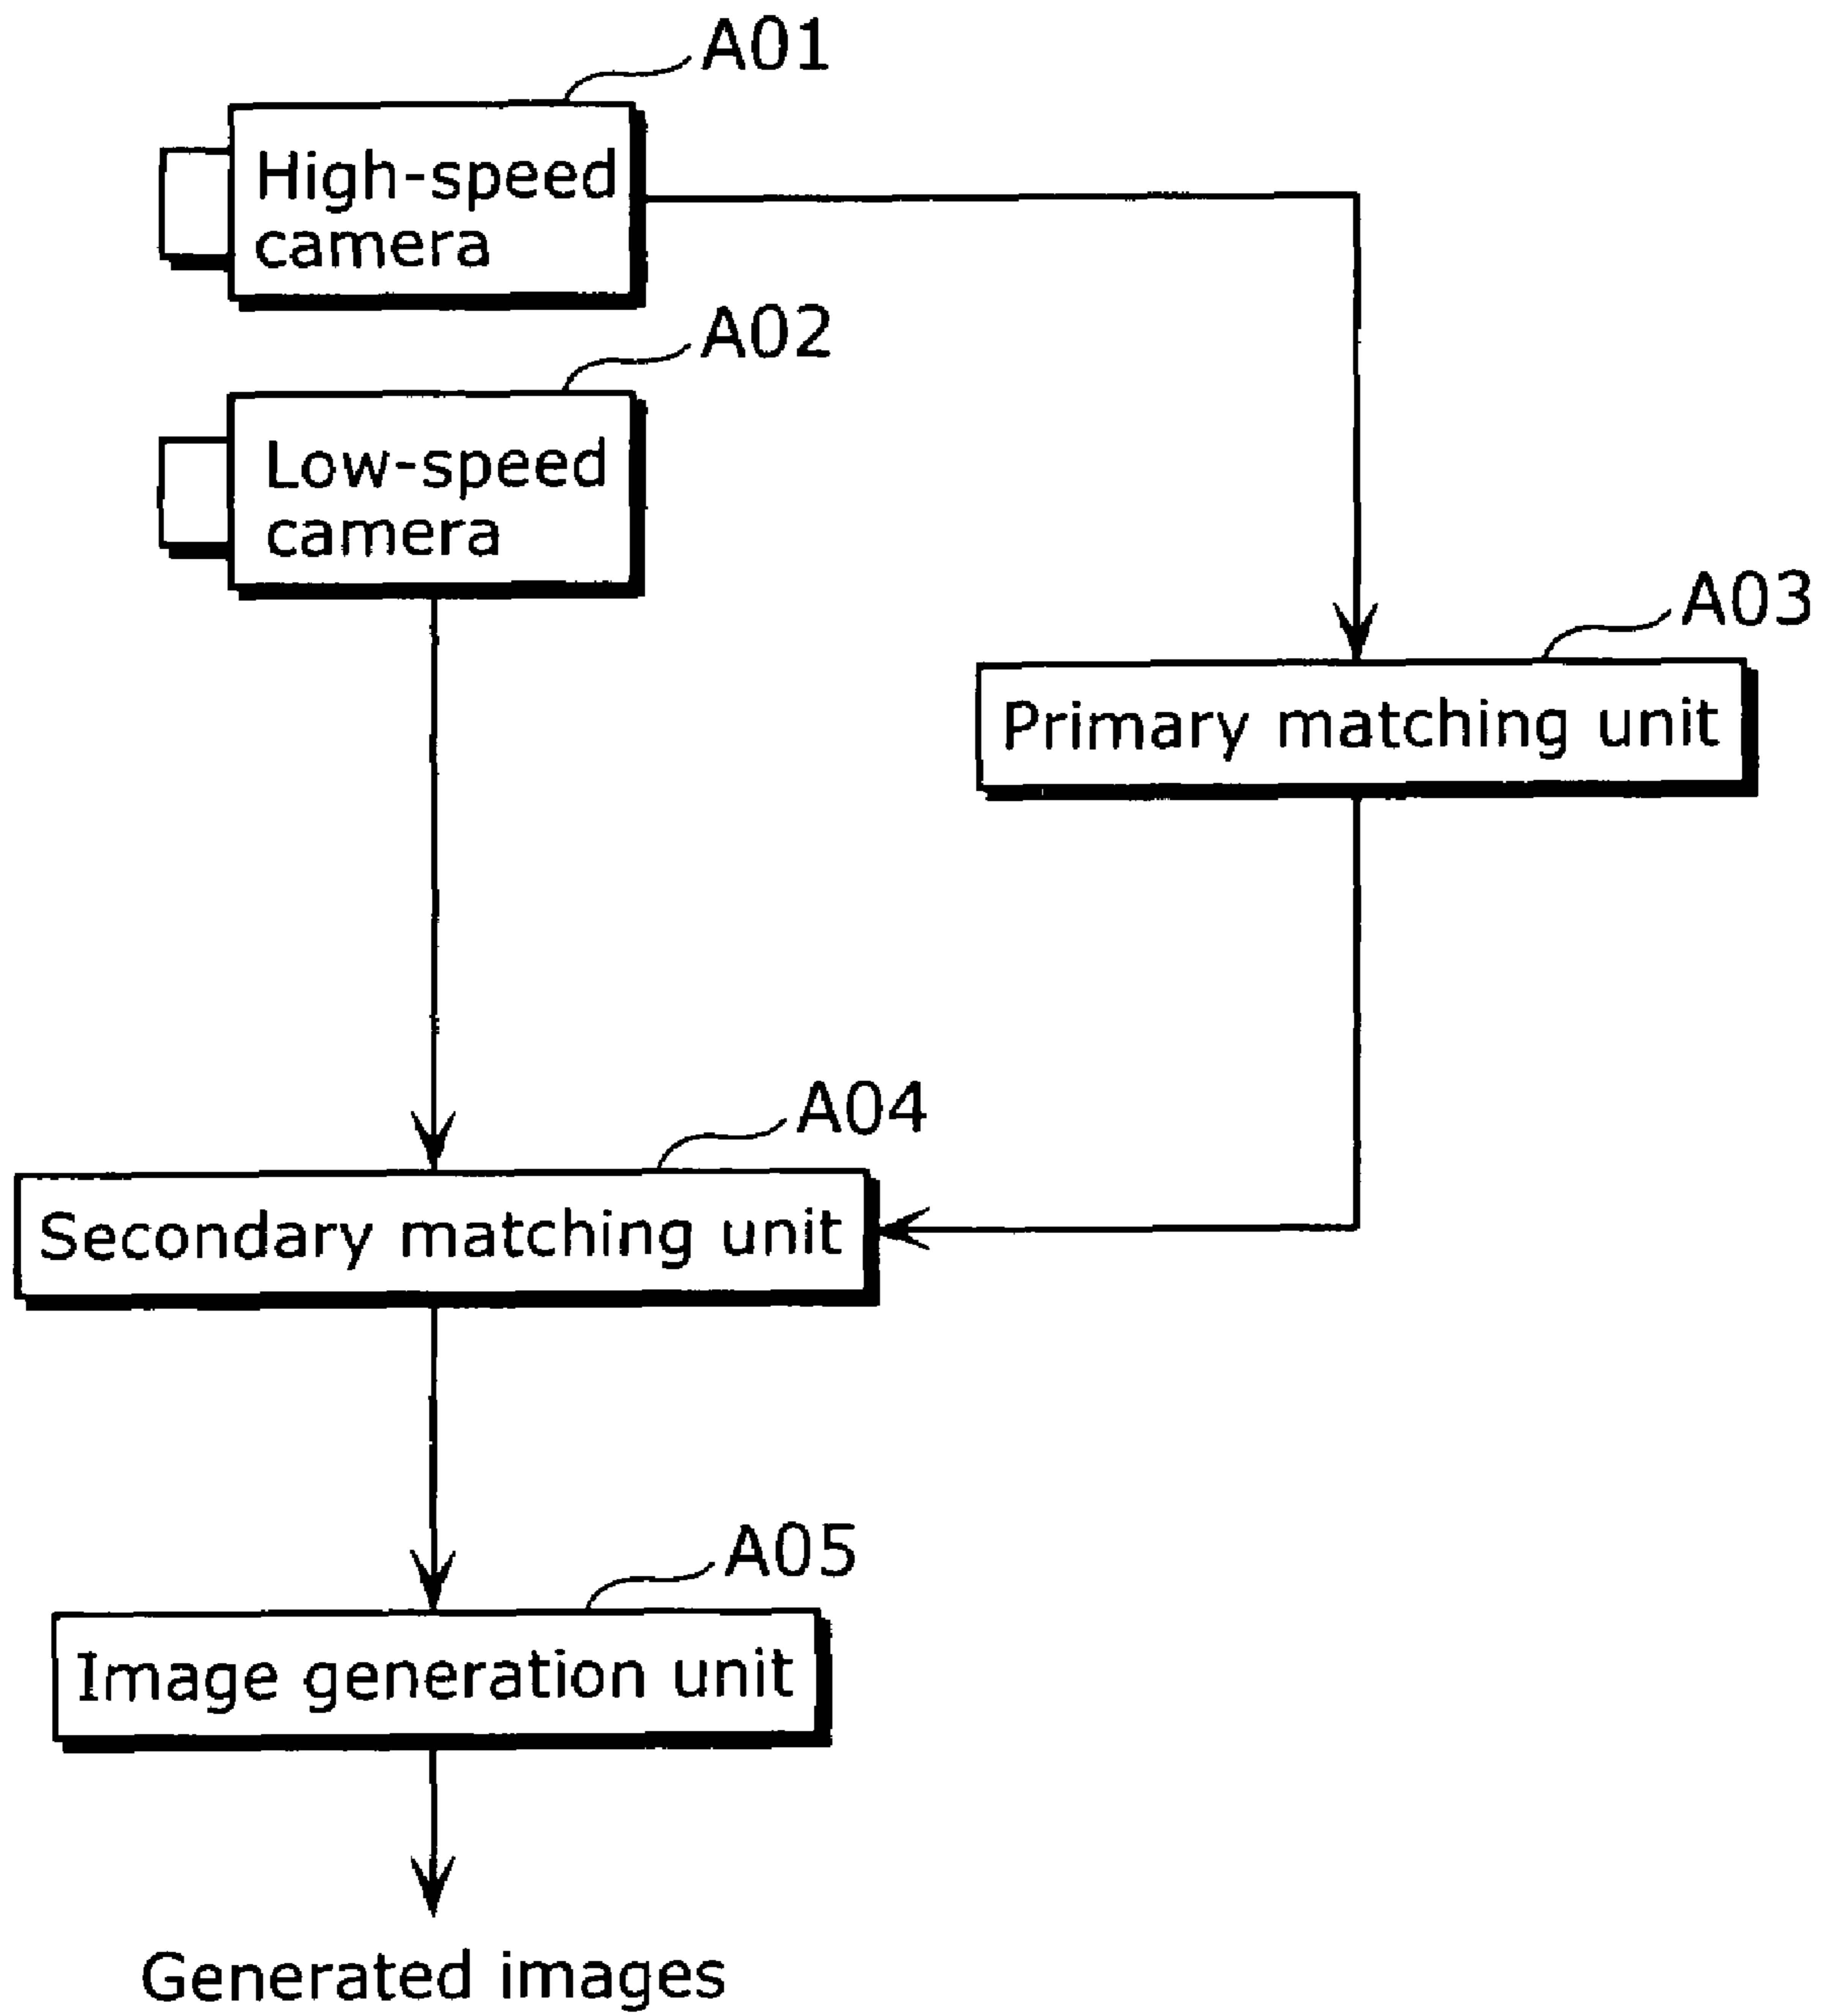 A01
High-speed
camera
A02
Low-speed
camera
A03
Primary matching unit
A04
Secondary matching unit
A05
Image generation unit
Generated images